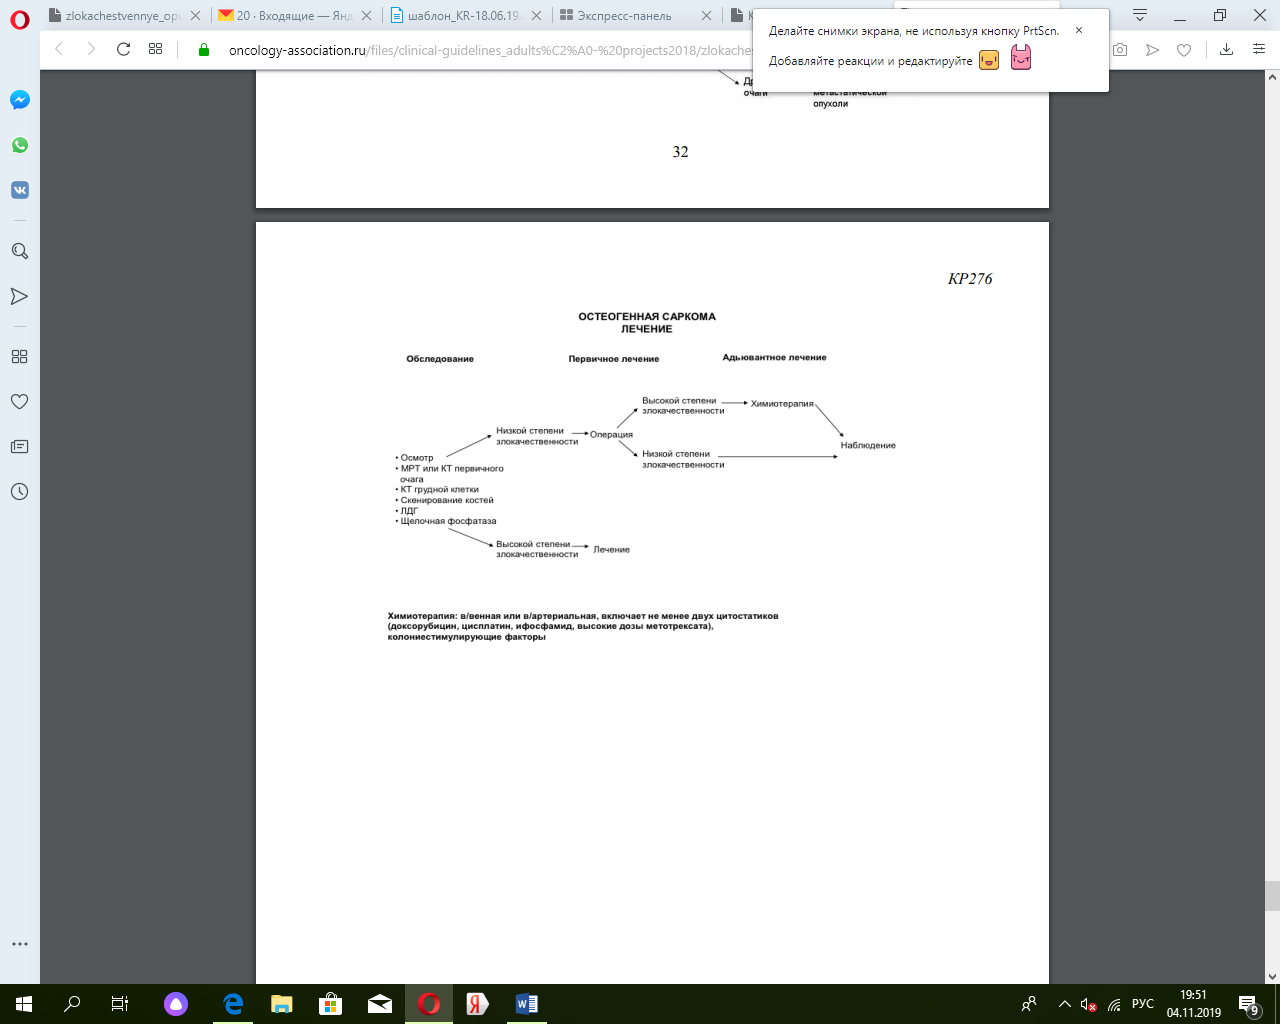 zlokachestvennye_opu
20 · Входящие — Янд
шаблон_KR-18.06.19.
Экспресс-панель
oncology-association.ru/files/clinical-guidelines_adults%C2%A0-%20projects2018/zlokaches
Делайте снимки экрана, не используя кнопку PrtScn.
Добавляйте реакции и редактируйте
очаги
метастатической
опухоли
32
КР276
ОСТЕОГЕННАЯ САРКОМА
ЛЕЧЕНИЕ
Обследование Первичное лечение Адьювантное лечение
Высокой степени
злокачественности
Химиотерапия
Низкой степени
злокачественности
Операция
Наблюдение
Низкой степени
злокачественности
• Осмотр
• МРТ или КТ первичного
очага
• КТ грудной клетки
• Скенирование костей
• ЛДГ
• Щелочная фосфатаза
Высокой степени
злокачественности
Лечение
Химиотерапия: в/венная или в/артериальная, включает не менее двух цитостатиков
(доксорубицин, цисплатин, ифосфамид, высокие дозы метотрексата),
колониестимулирующие факторы
РУС
19:51
04.11.2019
9